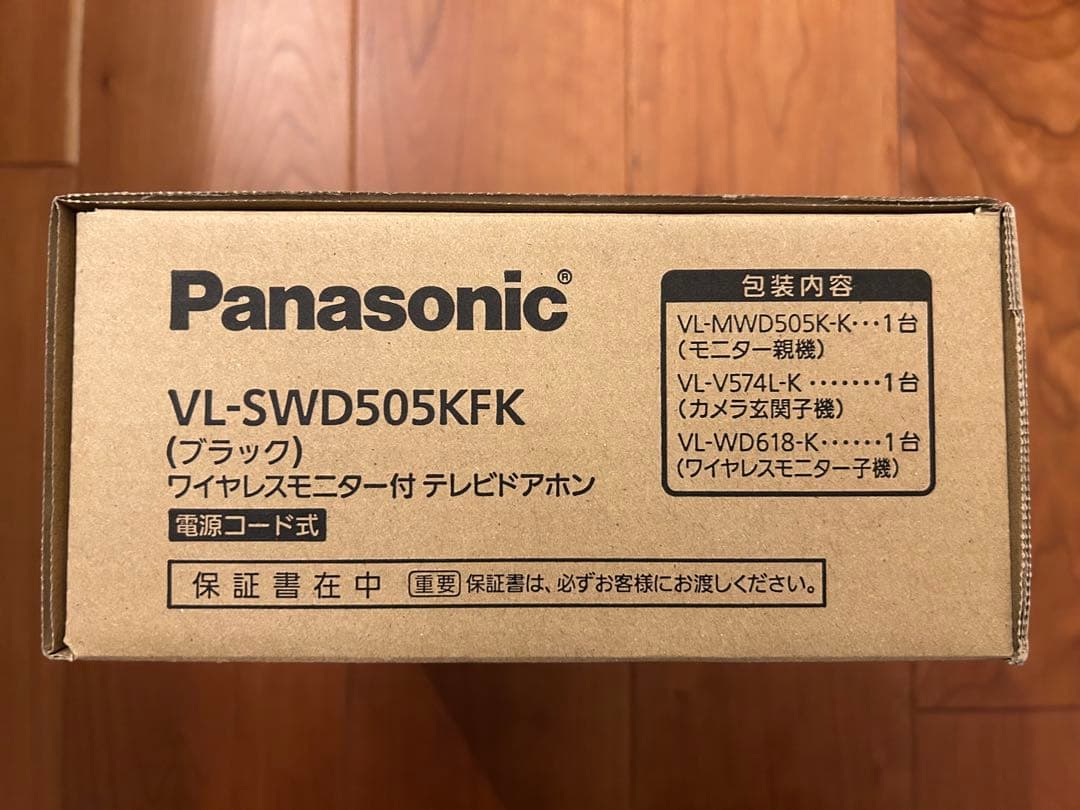 Panasonic®
VL-SWD505KFK
(ブラック)
ワイヤレスモニター付 テレビドアホン
電源コード式
保証書在中 重要 保証書は、必ずお客様にお渡しください。
包装内容
VL-MWD505K-K･･･1台
(モニター親機)
VL-V574L-K ･･･････1台
(カメラ玄関子機)
VL-WD618-K･･････1台
(ワイヤレスモニター子機)